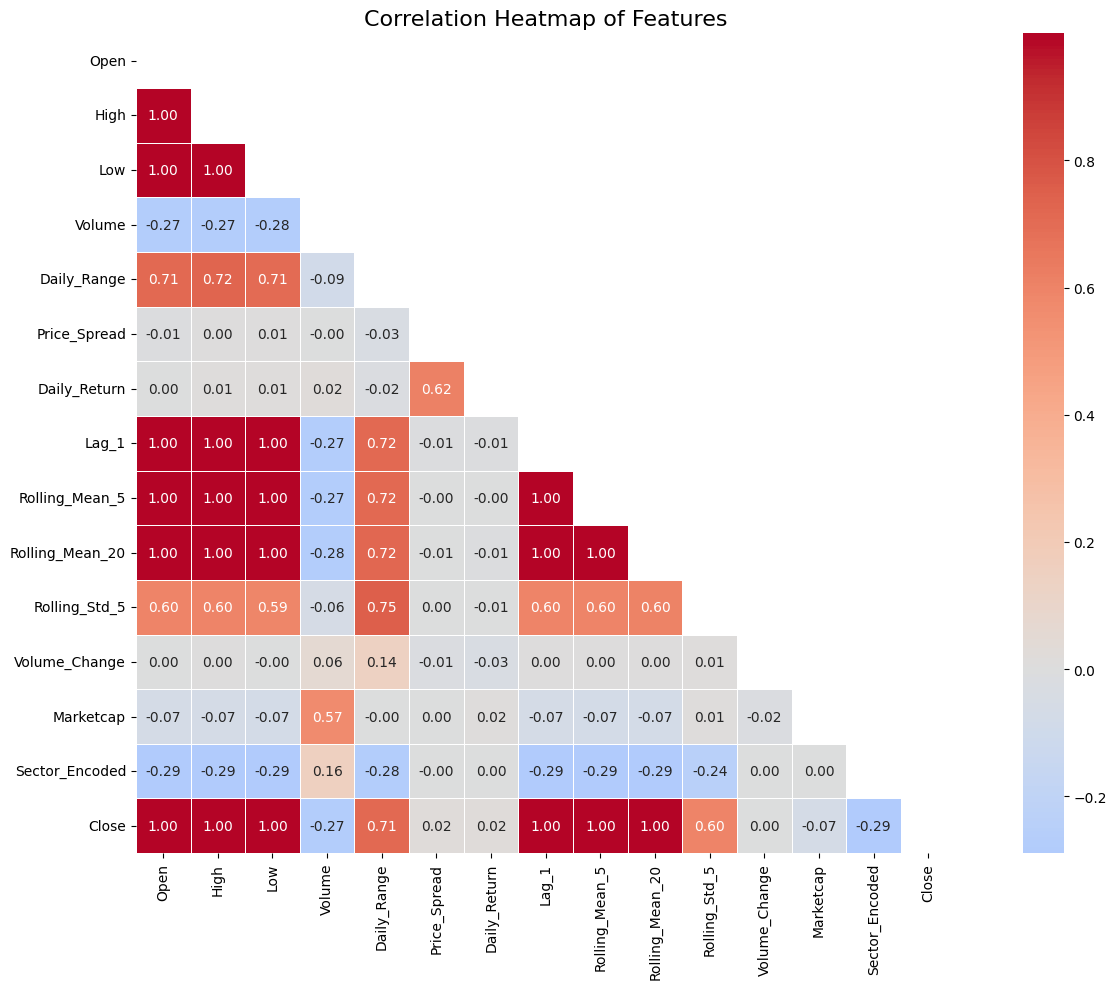 Correlation Heatmap of Features
Open
High 1.00
Low 1.00 1.00
Volume -0.27 -0.27 -0.28
Daily_Range 0.71 0.72 0.71 -0.09
Price_Spread -0.01 0.00 0.01 -0.00 -0.03
Daily_Return 0.00 0.01 0.01 0.02 -0.02 0.62
Lag_1 1.00 1.00 1.00 -0.27 0.72 -0.01 -0.01
Rolling_Mean_5 1.00 1.00 1.00 -0.27 0.72 -0.00 -0.00 1.00
Rolling_Mean_20 1.00 1.00 1.00 -0.28 0.72 -0.01 -0.01 1.00 1.00
Rolling_Std_5 0.60 0.60 0.59 -0.06 0.75 0.00 -0.01 0.60 0.60 0.60
Volume_Change 0.00 0.00 -0.00 0.06 0.14 -0.01 -0.03 0.00 0.00 0.00 0.01
Marketcap -0.07 -0.07 -0.07 0.57 -0.00 0.00 0.02 -0.07 -0.07 -0.07 0.01 -0.02
Sector_Encoded -0.29 -0.29 -0.29 0.16 -0.28 -0.00 0.00 -0.29 -0.29 -0.29 -0.24 0.00 0.00
Close 1.00 1.00 1.00 -0.27 0.71 0.02 0.02 1.00 1.00 1.00 0.60 0.00 -0.07 -0.29
Open
High
Low
Volume
Daily_Range
Price_Spread
Daily_Return
Lag_1
Rolling_Mean_5
Rolling_Mean_20
Rolling_Std_5
Volume_Change
Marketcap
Sector_Encoded
Close
0.8
0.6
0.4
0.2
0.0
−0.2